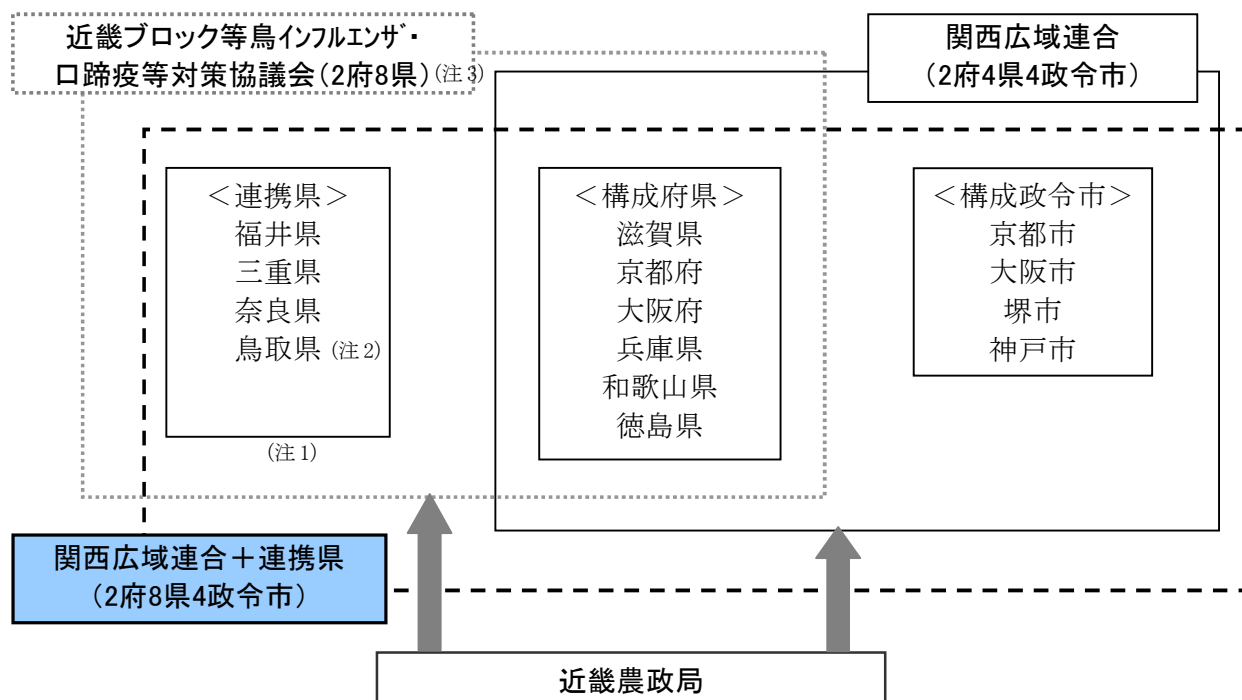 近畿ブロック等鳥インフルエンザ・
口蹄疫等対策協議会(2府8県)(注3)
関西広域連合
(2府4県4政令市)
＜連携県＞
福井県
三重県
奈良県
鳥取県(注2)
(注1)
＜構成府県＞
滋賀県
京都府
大阪府
兵庫県
和歌山県
徳島県
＜構成政令市＞
京都市
大阪市
堺市
神戸市
関西広域連合＋連携県
(2府8県4政令市)
近畿農政局